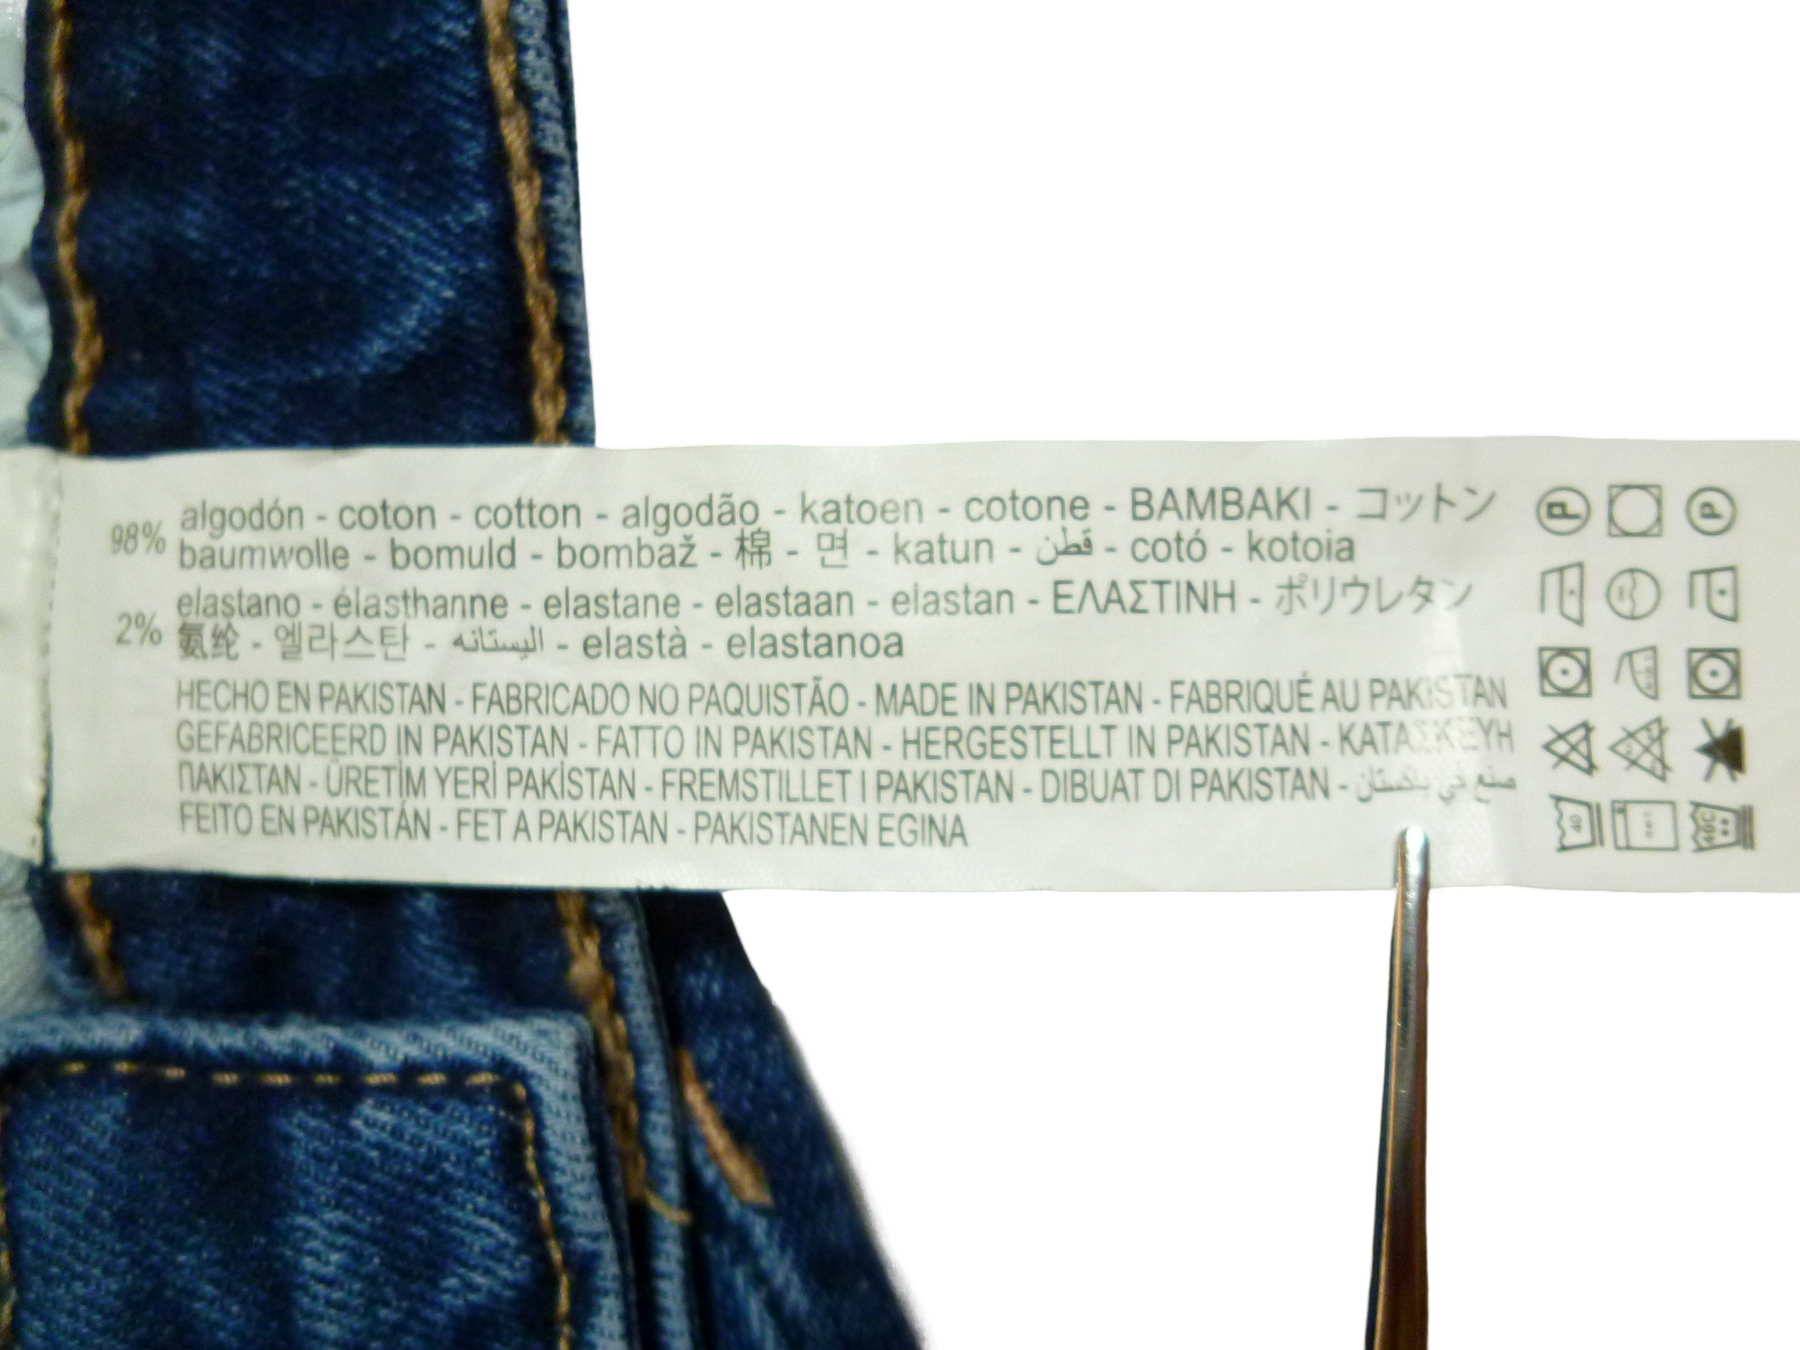 98% algodón - coton - cotton - algodão - katoen - cotone - BAMBAKI - コットン
baumwolle - bomuld - bombaž - 棉 - 면 - katun - قطن - cotó - kotoia
2% elastano - élasthanne - elastane - elastaan - elastan - ΕΛΑΣΤΙΝΗ - ポリウレタン
氨纶 - 엘라스탄 - اليستانه - elastà - elastanoa
HECHO EN PAKISTAN - FABRICADO NO PAQUISTÃO - MADE IN PAKISTAN - FABRIQUÉ AU PAKISTAN
GEFABRICEERD IN PAKISTAN - FATTO IN PAKISTAN - HERGESTELLT IN PAKISTAN - ΚΑΤΑΣΚΕΥΗ
ΠΑΚΙΣΤΑΝ - ÜRETİM YERİ PAKİSTAN - FREMSTILLET I PAKISTAN - DIBUAT DI PAKISTAN - صنع في باكستان
FEITO EN PAKISTÁN - FET A PAKISTAN - PAKISTANEN EGINA
P P
40 40C